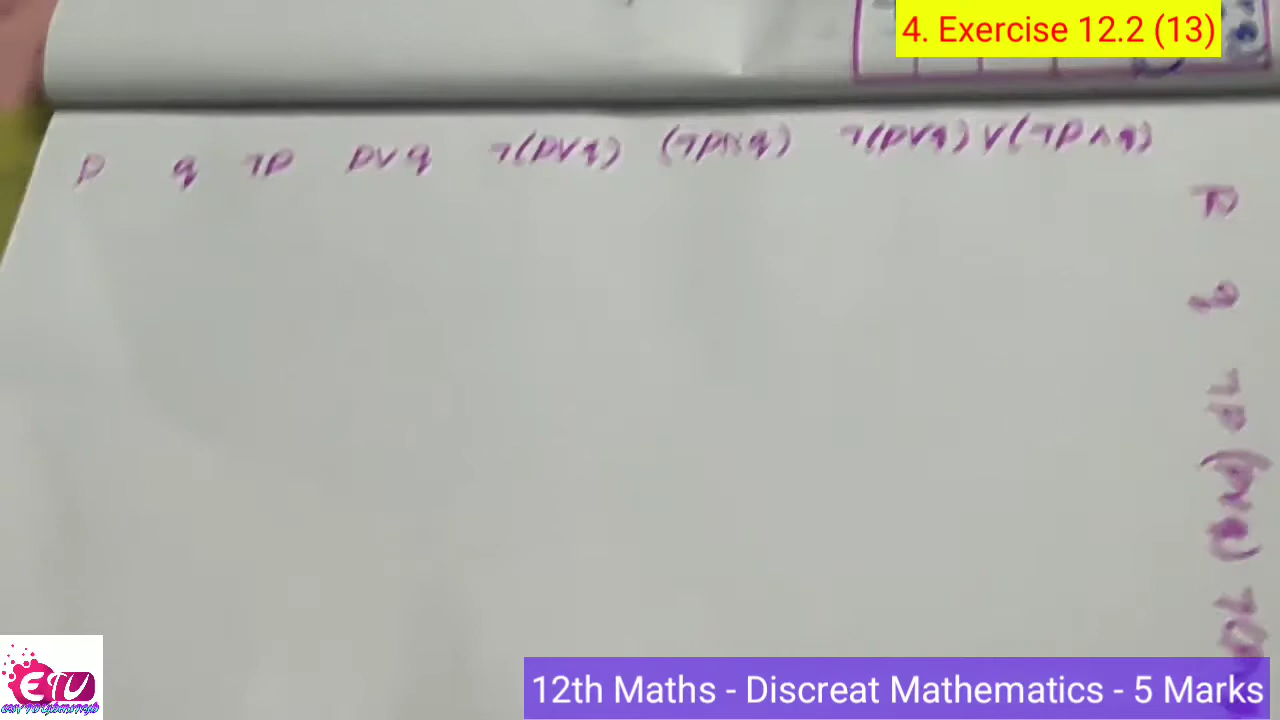 4. Exercise 12.2 (13)
p q ¬p p∨q ¬(p∨q) (¬p∧q) ¬(p∨q) ∨ (¬p∧q)
p
q
¬p
12th Maths - Discreat Mathematics - 5 Marks